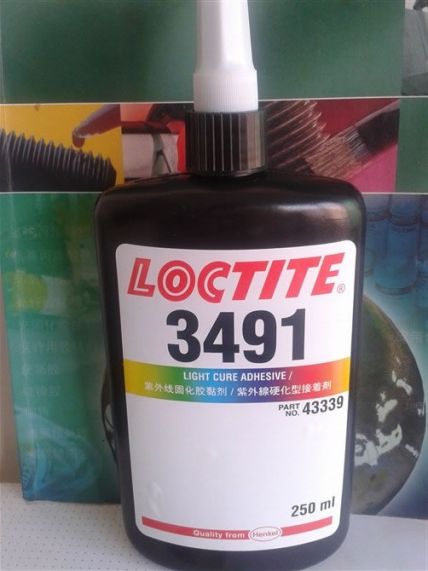 LOCTITE®
3491
LIGHT CURE ADHESIVE /
紫外线固化胶黏剂 / 紫外線硬化型接着剤
PART NO. 43339
250 ml
Quality from Henkel